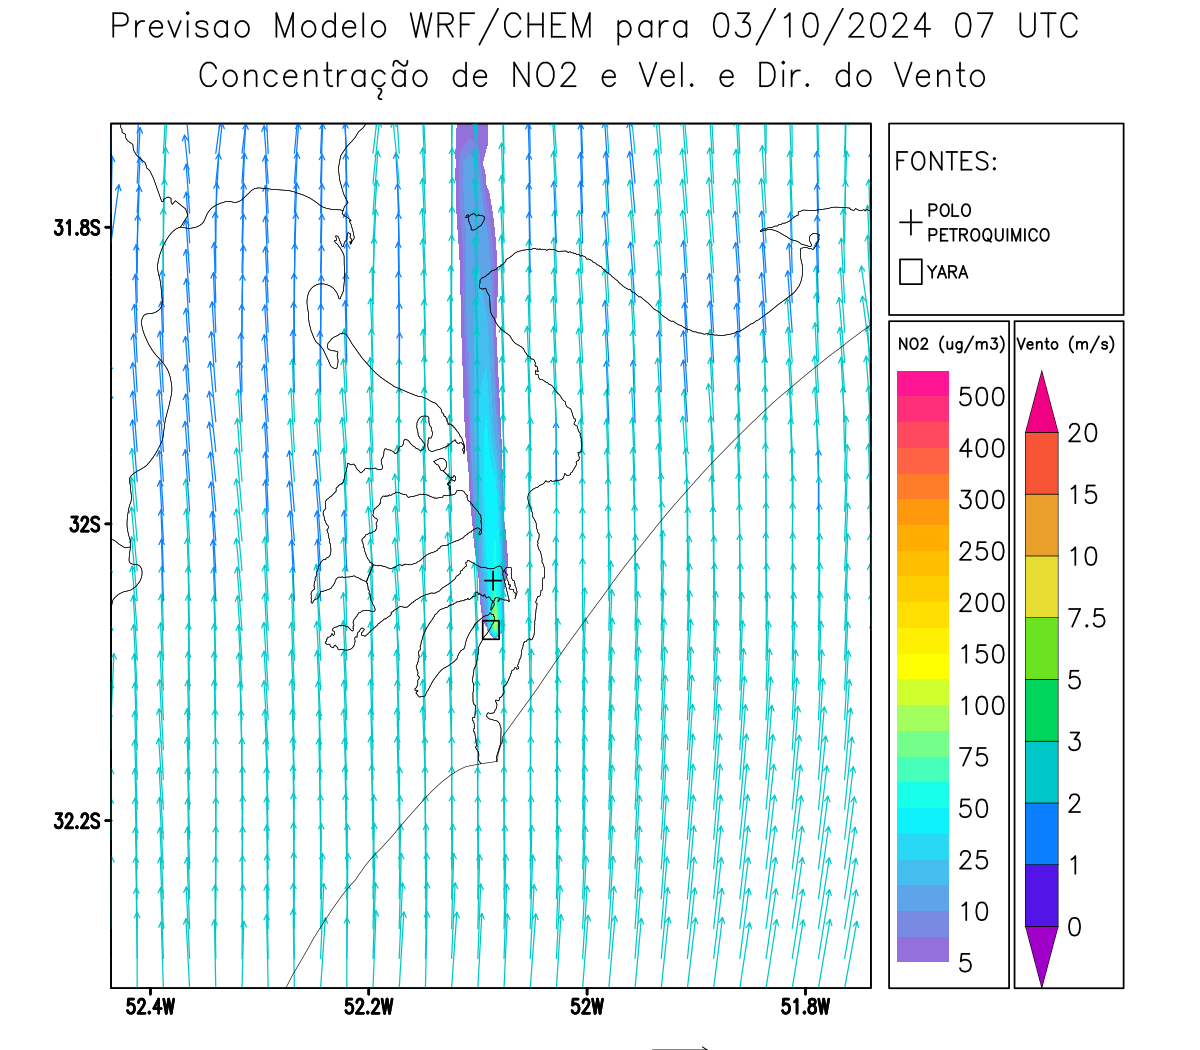 Previsao Modelo WRF/CHEM para 03/10/2024 07 UTC
Concentração de NO2 e Vel. e Dir. do Vento
FONTES:
POLO
PETROQUIMICO
YARA
NO2 (ug/m3)
500
400
300
250
200
150
100
75
50
25
10
5
Vento (m/s)
20
15
10
7.5
5
3
2
1
0
31.8S
32S
32.2S
52.4W
52.2W
52W
51.8W